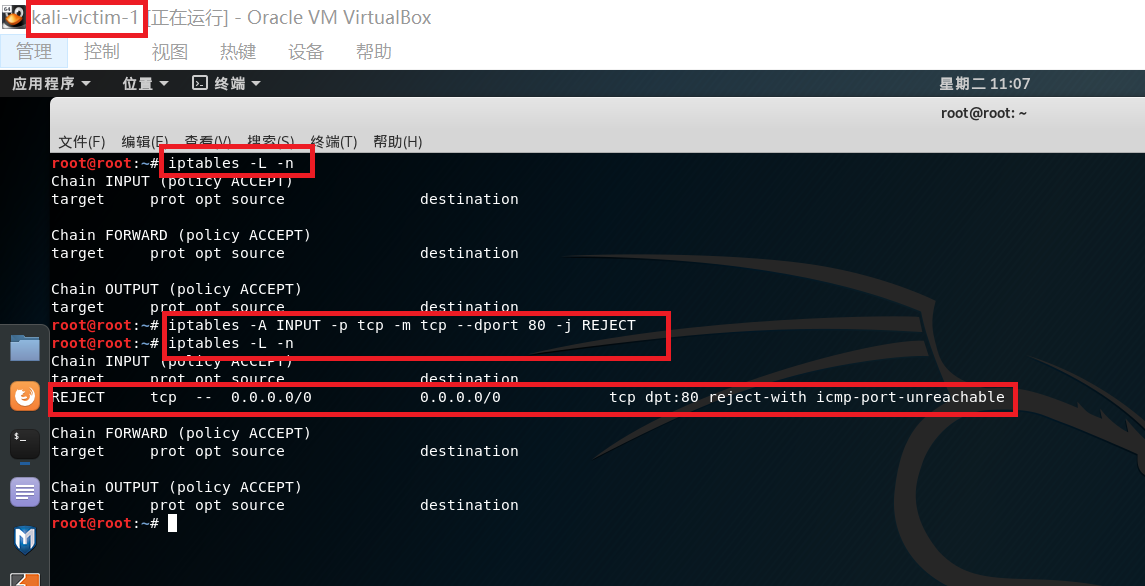 kali-victim-1 [正在运行] - Oracle VM VirtualBox
管理 控制 视图 热键 设备 帮助
应用程序 位置 终端 星期二 11:07
root@root: ~
文件(F) 编辑(E) 查看(V) 搜索(S) 终端(T) 帮助(H)
root@root:~# iptables -L -n
Chain INPUT (policy ACCEPT)
target     prot opt source               destination
Chain FORWARD (policy ACCEPT)
target     prot opt source               destination
Chain OUTPUT (policy ACCEPT)
target     prot opt source               destination
root@root:~# iptables -A INPUT -p tcp -m tcp --dport 80 -j REJECT
root@root:~# iptables -L -n
Chain INPUT (policy ACCEPT)
target     prot opt source               destination
REJECT     tcp  --  0.0.0.0/0            0.0.0.0/0            tcp dpt:80 reject-with icmp-port-unreachable
Chain FORWARD (policy ACCEPT)
target     prot opt source               destination
Chain OUTPUT (policy ACCEPT)
target     prot opt source               destination
root@root:~#